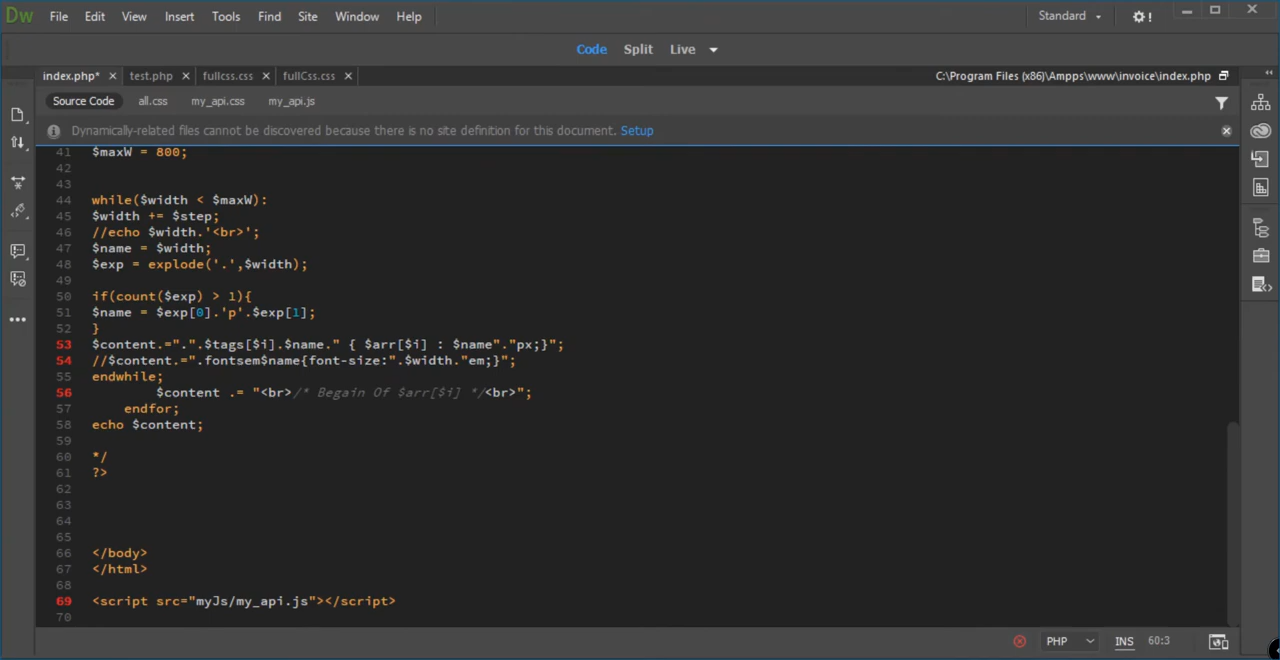 Dw File Edit View Insert Tools Find Site Window Help Standard !
Code Split Live
index.php* test.php fullcss.css fullCss.css C:\Program Files (x86)\Ampps\www\invoice\index.php
Source Code all.css my_api.css my_api.js
Dynamically-related files cannot be discovered because there is no site definition for this document. Setup
41 $maxW = 800;
42
43
44 while($width < $maxW):
45 $width += $step;
46 //echo $width.'<br>';
47 $name = $width;
48 $exp = explode('.',$width);
49
50 if(count($exp) > 1){
51 $name = $exp[0].'p'.$exp[1];
52 }
53 $content.=".".$tags[$i].$name." { $arr[$i] : $name"."px;}";
54 //$content.=".fontsem$name{font-size:".$width."em;}";
55 endwhile;
56 $content .= "<br>/* Begain Of $arr[$i] */<br>";
57 endfor;
58 echo $content;
59
60 */
61 ?>
62
63
64
65
66 </body>
67 </html>
68
69 <script src="myJs/my_api.js"></script>
70
PHP INS 60:3